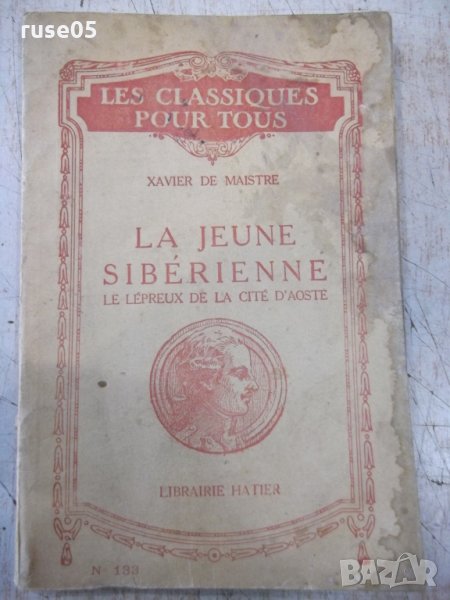 ruse05
LES CLASSIQUES
POUR TOUS
XAVIER DE MAISTRE
LA JEUNE
SIBÉRIENNE
LE LÉPREUX DE LA CITÉ D'AOSTE
LIBRAIRIE HATIER
N° 133
BAZAR